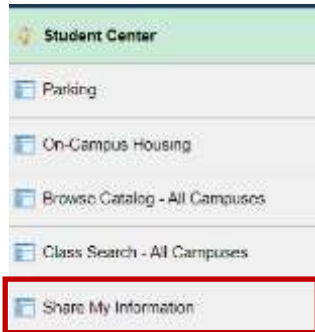 Student Center
Parking
On-Campus Housing
Browse Catalog - All Campuses
Class Search - All Campuses
Share My Information